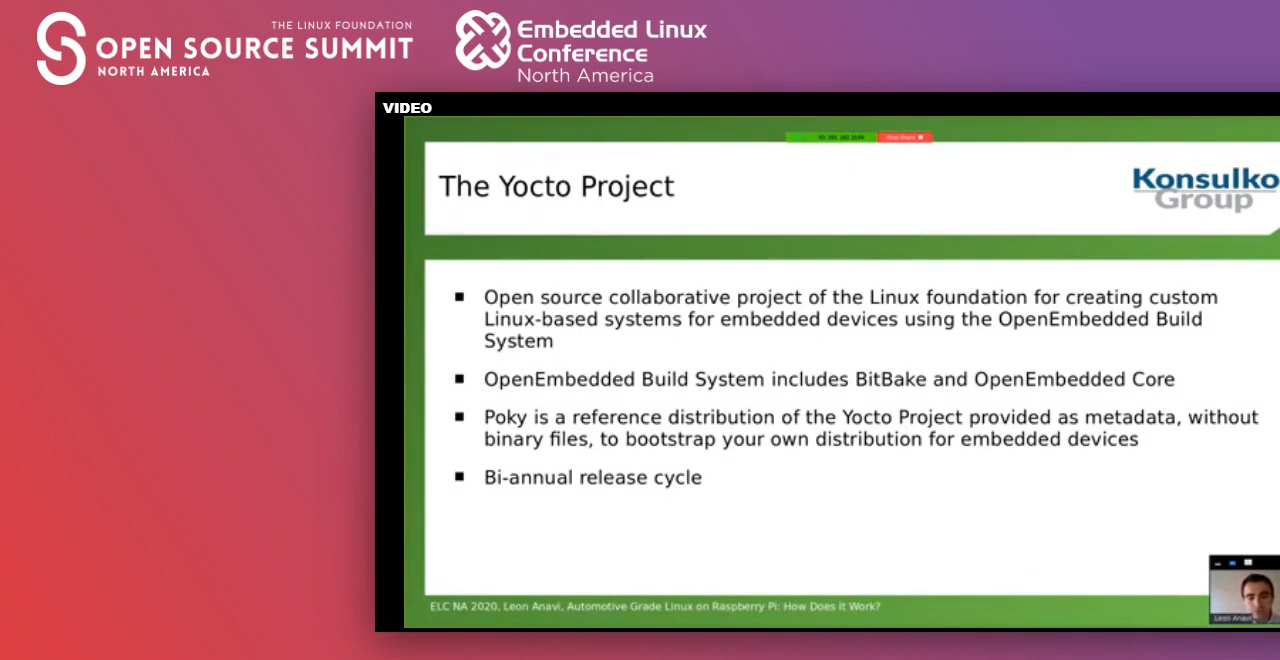 THE LINUX FOUNDATION
OPEN SOURCE SUMMIT
NORTH AMERICA
Embedded Linux
Conference
North America
VIDEO
The Yocto Project
Konsulko
Group
■ Open source collaborative project of the Linux foundation for creating custom
Linux-based systems for embedded devices using the OpenEmbedded Build
System
■ OpenEmbedded Build System includes BitBake and OpenEmbedded Core
■ Poky is a reference distribution of the Yocto Project provided as metadata, without
binary files, to bootstrap your own distribution for embedded devices
■ Bi-annual release cycle
ELC NA 2020, Leon Anavi, Automotive Grade Linux on Raspberry Pi: How Does It Work?
Leon Anavi